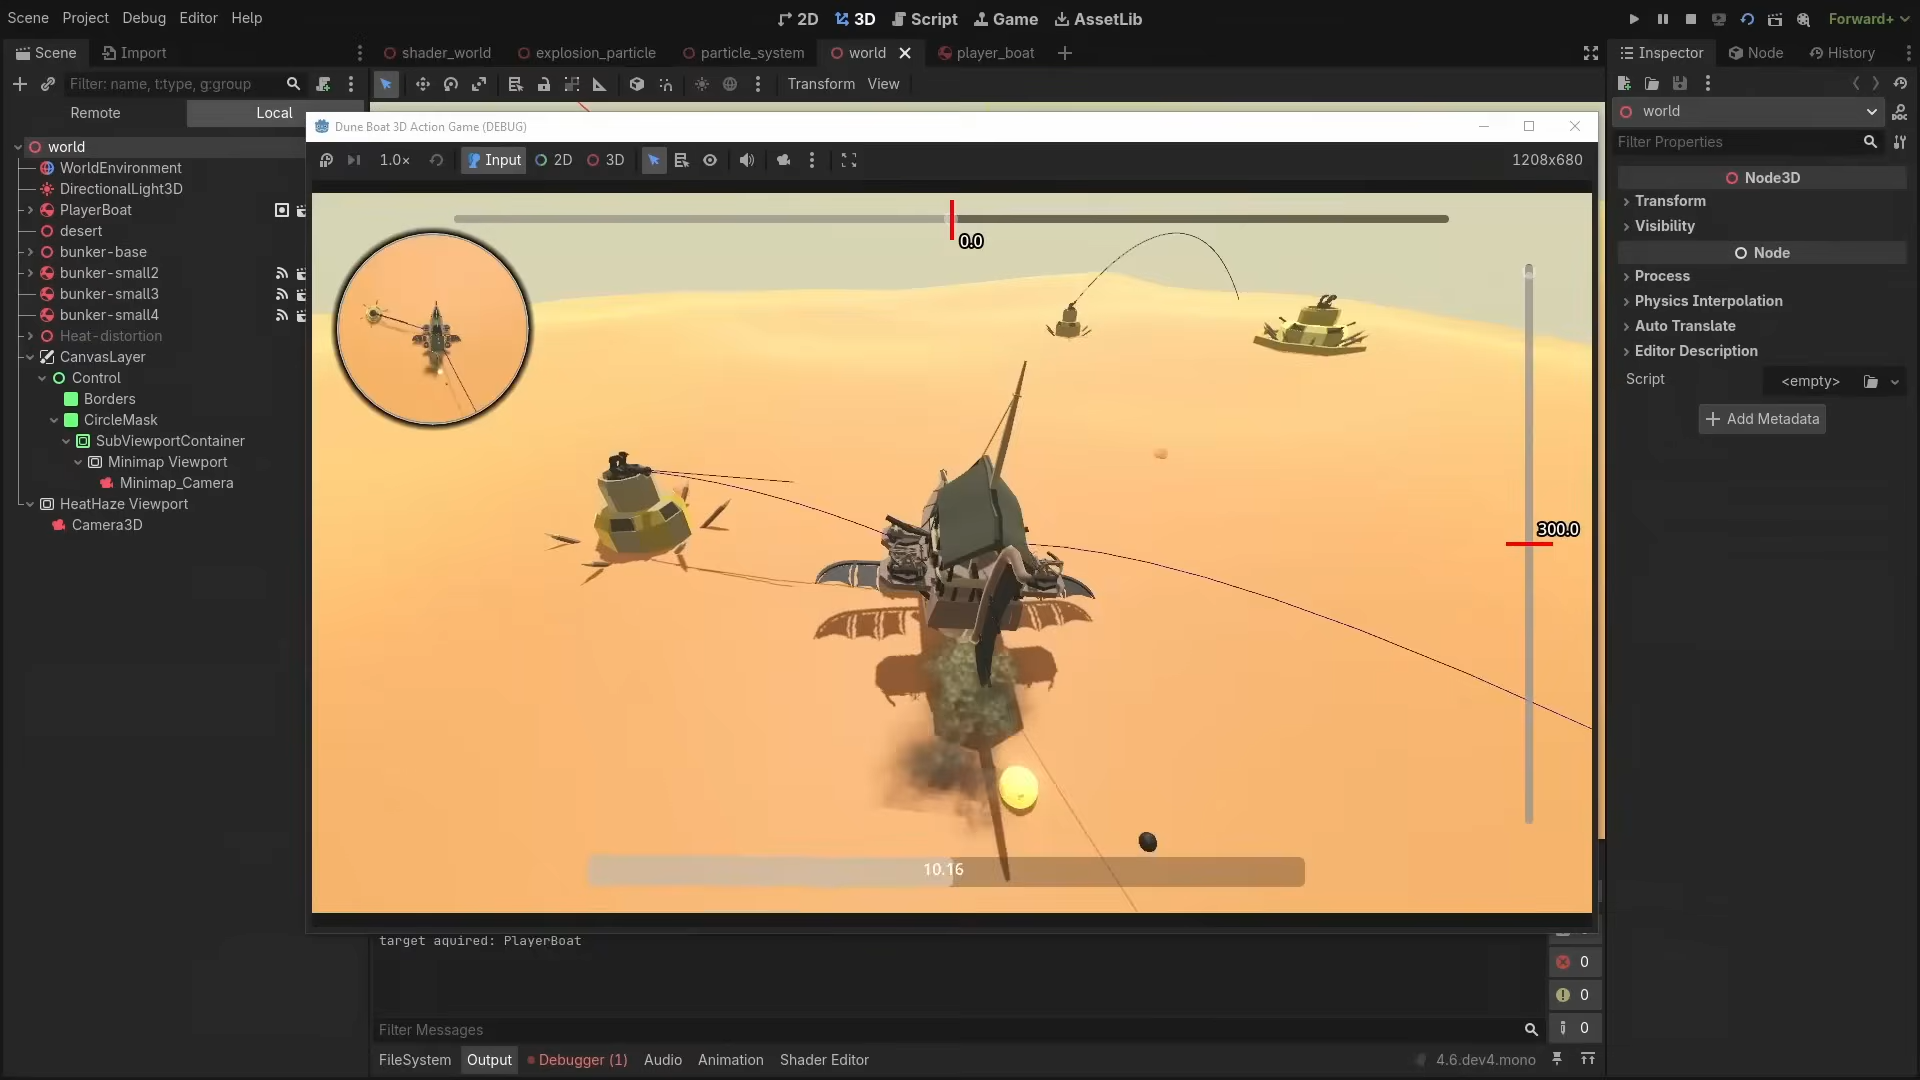 Scene Project Debug Editor Help
2D 3D Script Game AssetLib
Forward+
Scene Import
shader_world explosion_particle particle_system world player_boat
Inspector Node History
Filter: name, t:type, g:group
Transform View
Remote Local
world
Filter Properties
Dune Boat 3D Action Game (DEBUG)
1.0× Input 2D 3D
1208x680
world
WorldEnvironment
DirectionalLight3D
PlayerBoat
desert
bunker-base
bunker-small2
bunker-small3
bunker-small4
Heat-distortion
CanvasLayer
Control
Borders
CircleMask
SubViewportContainer
Minimap Viewport
Minimap_Camera
HeatHaze Viewport
Camera3D
0.0
300.0
10.16
Node3D
Transform
Visibility
Node
Process
Physics Interpolation
Auto Translate
Editor Description
Script <empty>
Add Metadata
target aquired: PlayerBoat
0
0
0
Filter Messages
FileSystem Output Debugger (1) Audio Animation Shader Editor
4.6.dev4.mono